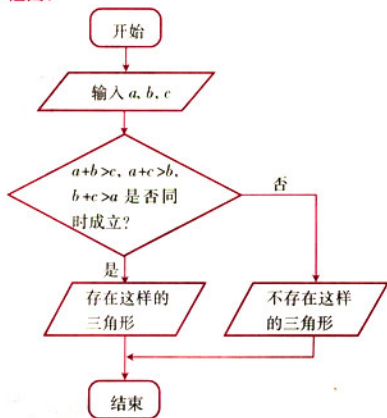 开始
输入 a, b, c
a+b>c, a+c>b,
b+c>a 是否同
时成立?
否
是
存在这样的
三角形
不存在这样
的三角形
结束